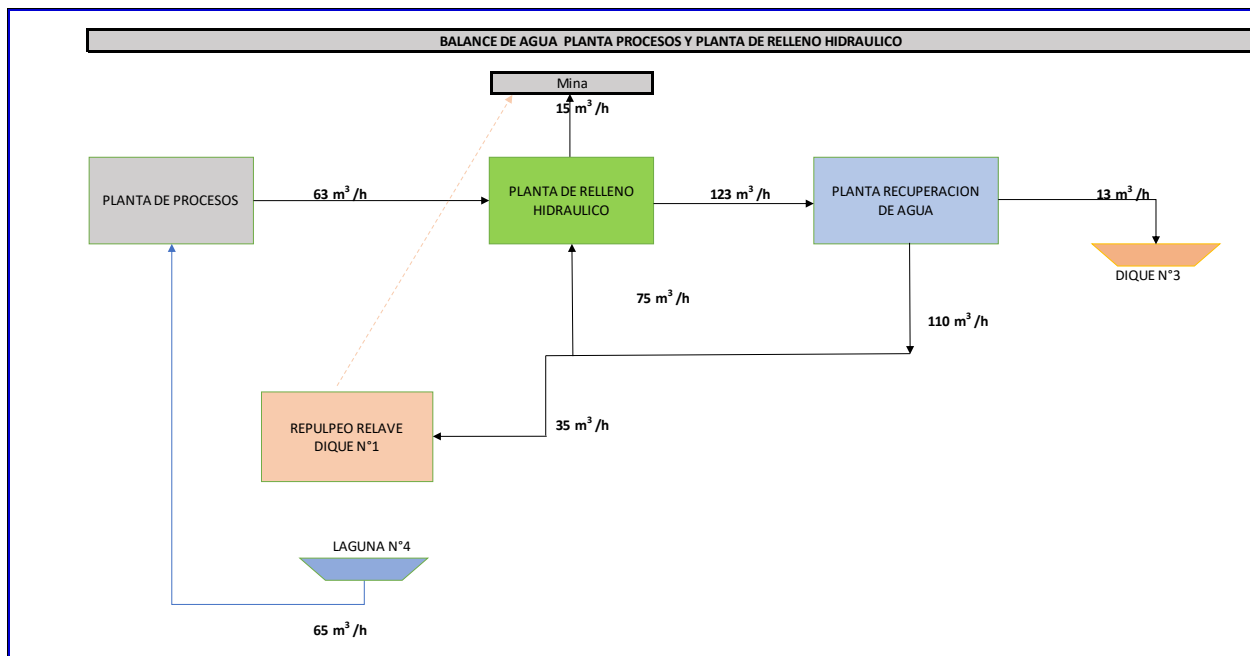 BALANCE DE AGUA PLANTA PROCESOS Y PLANTA DE RELLENO HIDRAULICO
Mina
15 m³/h
PLANTA DE PROCESOS
63 m³/h
PLANTA DE RELLENO
HIDRAULICO
123 m³/h
PLANTA RECUPERACION
DE AGUA
13 m³/h
DIQUE N°3
75 m³/h
110 m³/h
REPULPEO RELAVE
DIQUE N°1
35 m³/h
LAGUNA N°4
65 m³/h